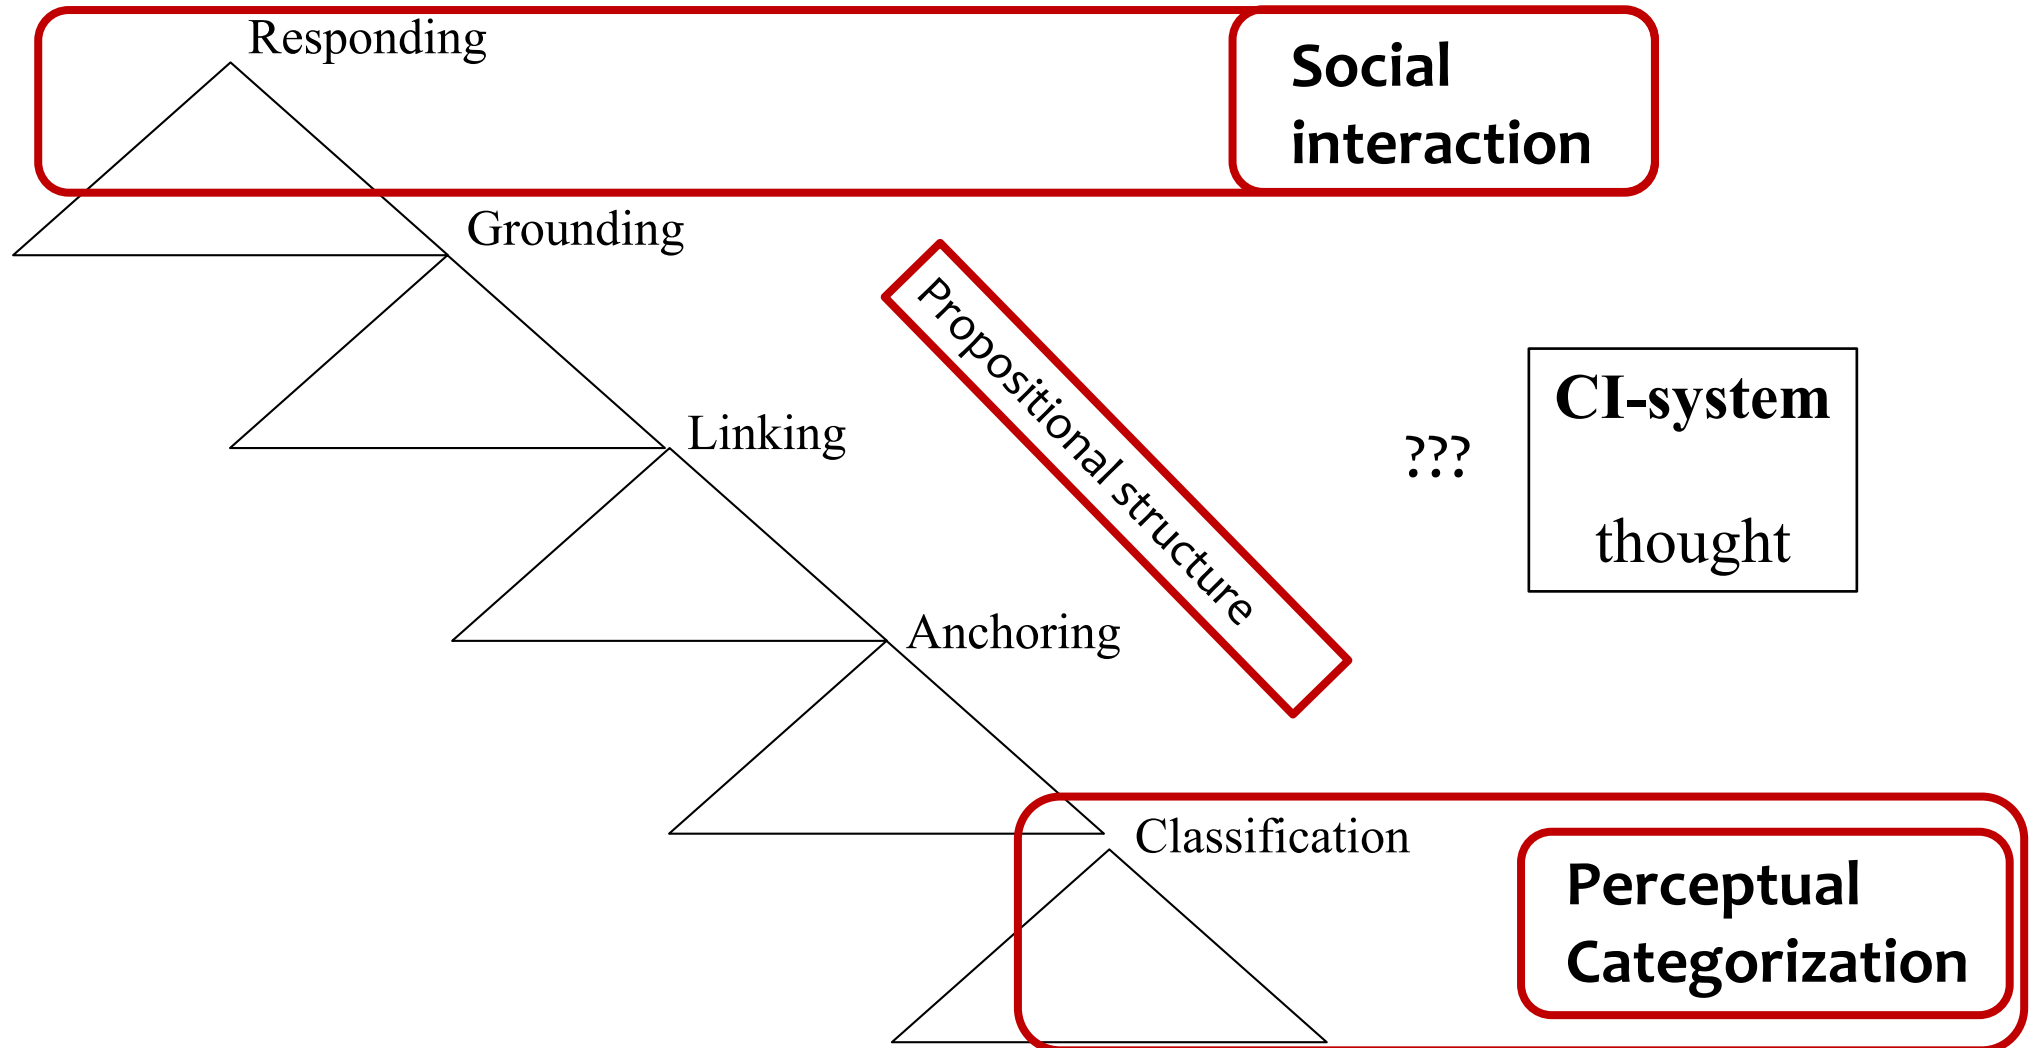 Responding
Social
interaction
Grounding
Propositional structure
Linking
CI-system
???
thought
Anchoring
Classification
Perceptual
Categorization